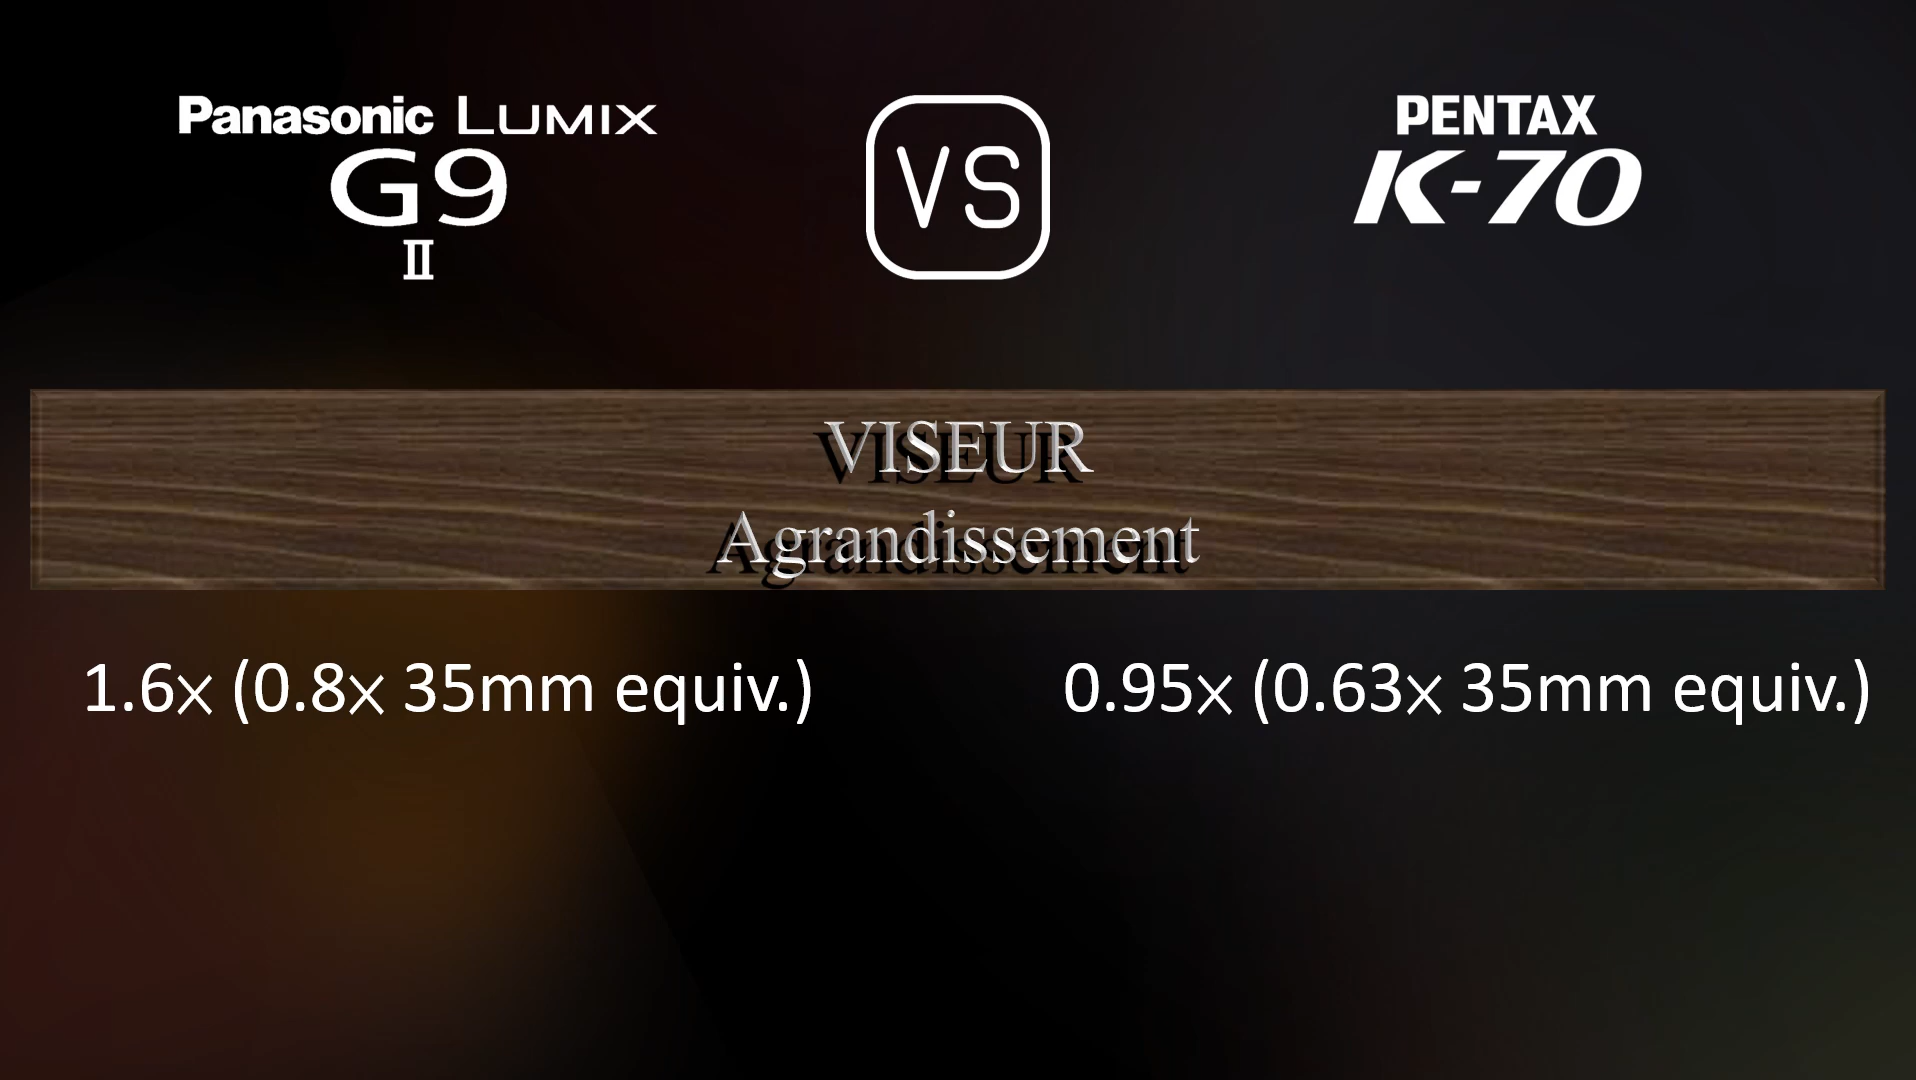 Panasonic LUMIX
G9
II
VS
PENTAX
K-70
VISEUR
Agrandissement
1.6x (0.8x 35mm equiv.)
0.95x (0.63x 35mm equiv.)